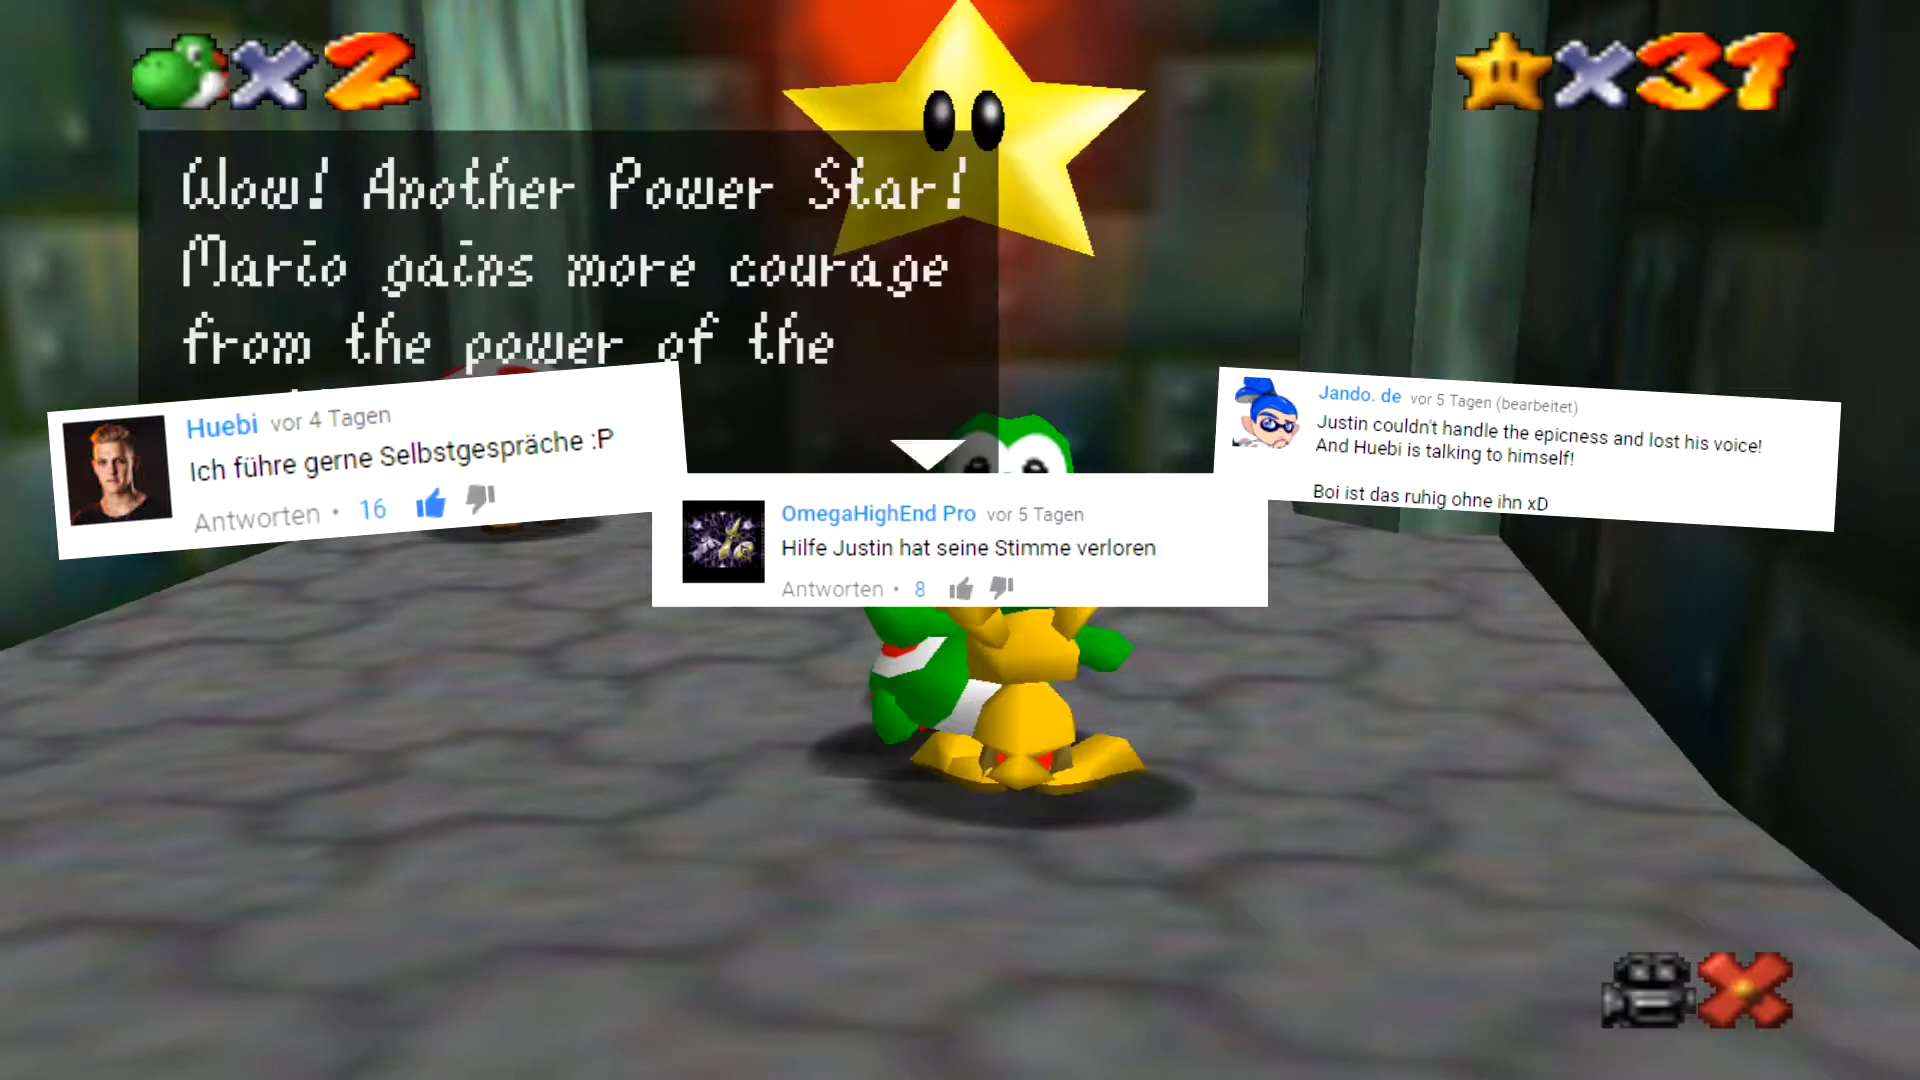 x2
x31
Wow! Another Power Star!
Mario gains more courage
from the power of the
Huebi vor 4 Tagen
Ich führe gerne Selbstgespräche :P
Antworten • 16
OmegaHighEnd Pro vor 5 Tagen
Hilfe Justin hat seine Stimme verloren
Antworten • 8
Jando. de vor 5 Tagen (bearbeitet)
Justin couldn't handle the epicness and lost his voice!
And Huebi is talking to himself!
Boi ist das ruhig ohne ihn xD